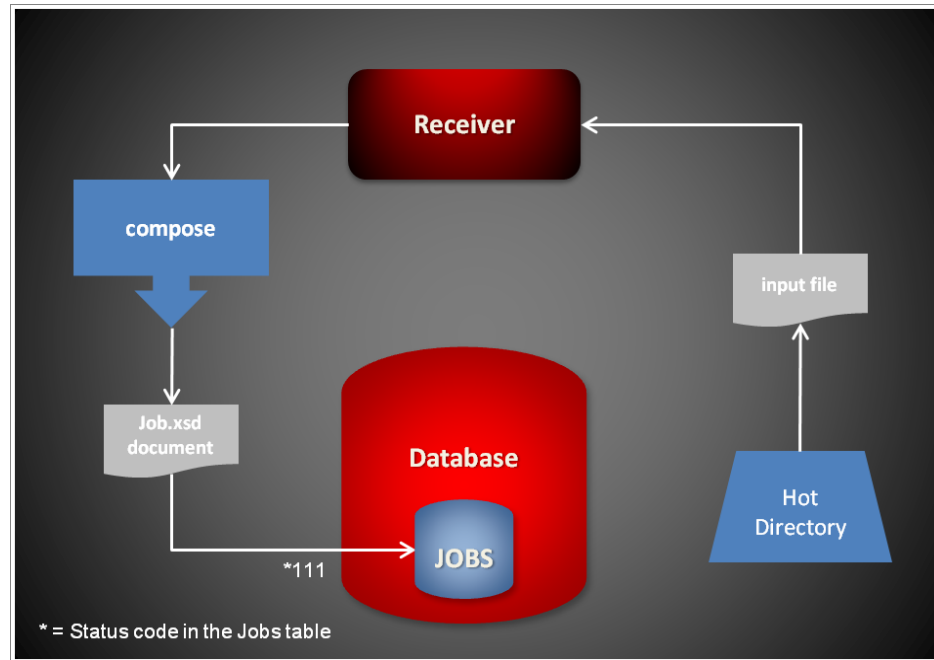 Receiver
compose
input file
Job.xsd
document
Database
Hot
Directory
JOBS
*111
* = Status code in the Jobs table